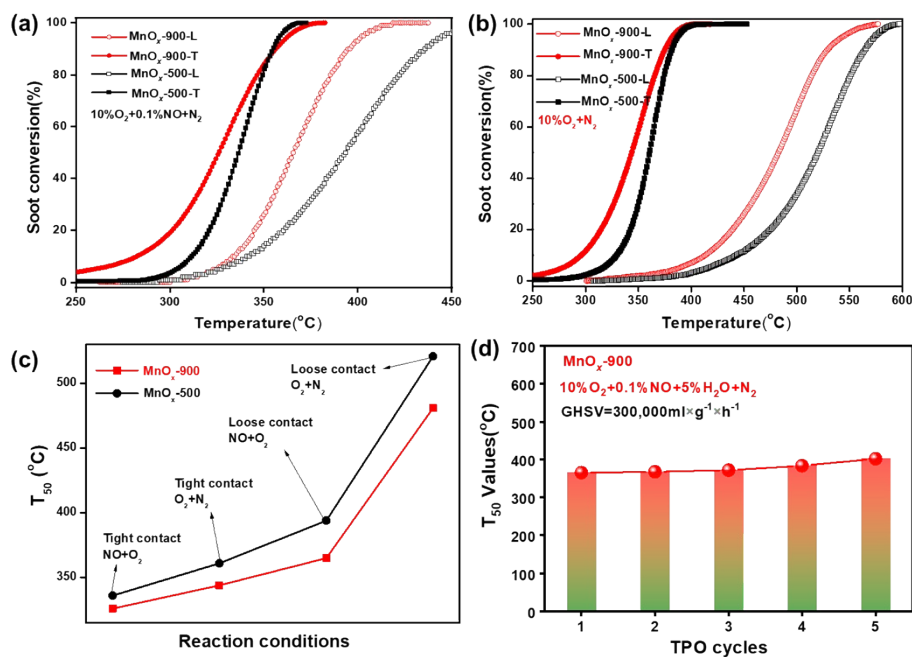 (a)
MnOₓ-900-L
MnOₓ-900-T
MnOₓ-500-L
MnOₓ-500-T
10%O₂+0.1%NO+N₂
Soot conversion(%)
100
80
60
40
20
0
250 300 350 400 450
Temperature(°C)
(b)
MnOₓ-900-L
MnOₓ-900-T
MnOₓ-500-L
MnOₓ-500-T
10%O₂+N₂
Soot conversion(%)
100
80
60
40
20
0
250 300 350 400 450 500 550 600
Temperature(°C)
(c)
MnOₓ-900
MnOₓ-500
Loose contact
O₂+N₂
Loose contact
NO+O₂
Tight contact
O₂+N₂
Tight contact
NO+O₂
T₅₀ (°C)
500
450
400
350
Reaction conditions
(d)
MnOₓ-900
10%O₂+0.1%NO+5%H₂O+N₂
GHSV=300,000ml×g⁻¹×h⁻¹
T₅₀ Values(°C)
700
600
500
400
300
200
100
0
1 2 3 4 5
TPO cycles